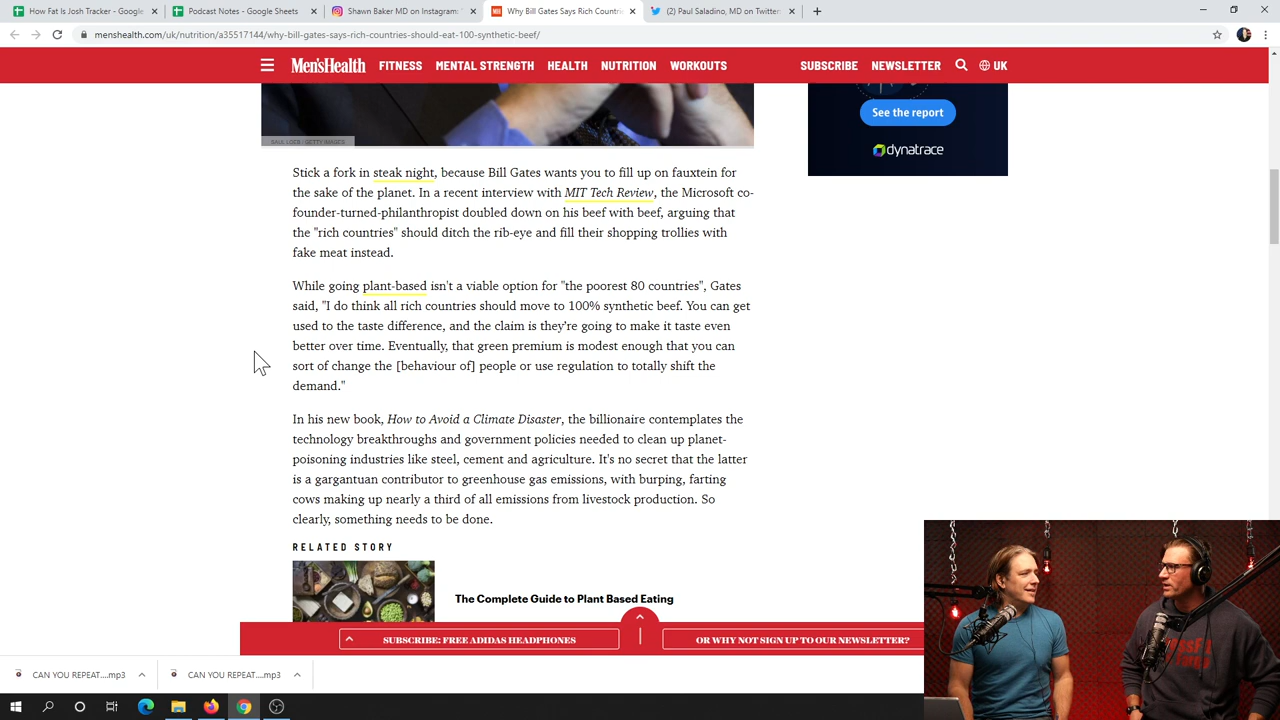 How Fat Is Josh Tracker - Google
Podcast Notes - Google Sheets
Shawn Baker MD on Instagram:
Why Bill Gates Says Rich Countri
(2) Paul Saladino, MD on Twitter
menshealth.com/uk/nutrition/a35517144/why-bill-gates-says-rich-countries-should-eat-100-synthetic-beef/
Men'sHealth FITNESS MENTAL STRENGTH HEALTH NUTRITION WORKOUTS SUBSCRIBE NEWSLETTER UK
See the report
dynatrace
SAUL LOEB / GETTY IMAGES
Stick a fork in steak night, because Bill Gates wants you to fill up on fauxtein for
the sake of the planet. In a recent interview with MIT Tech Review, the Microsoft co-
founder-turned-philanthropist doubled down on his beef with beef, arguing that
the "rich countries" should ditch the rib-eye and fill their shopping trollies with
fake meat instead.
While going plant-based isn't a viable option for "the poorest 80 countries", Gates
said, "I do think all rich countries should move to 100% synthetic beef. You can get
used to the taste difference, and the claim is they're going to make it taste even
better over time. Eventually, that green premium is modest enough that you can
sort of change the [behaviour of] people or use regulation to totally shift the
demand."
In his new book, How to Avoid a Climate Disaster, the billionaire contemplates the
technology breakthroughs and government policies needed to clean up planet-
poisoning industries like steel, cement and agriculture. It's no secret that the latter
is a gargantuan contributor to greenhouse gas emissions, with burping, farting
cows making up nearly a third of all emissions from livestock production. So
clearly, something needs to be done.
RELATED STORY
The Complete Guide to Plant Based Eating
SUBSCRIBE: FREE ADIDAS HEADPHONES
OR WHY NOT SIGN UP TO OUR NEWSLETTER?
CAN YOU REPEAT....mp3
CAN YOU REPEAT....mp3